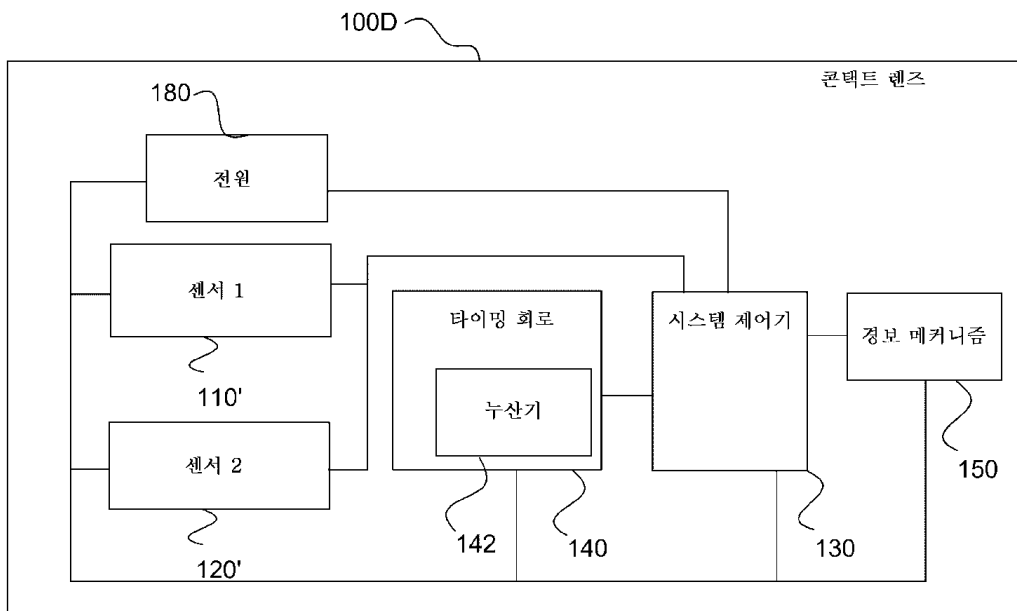 100D
콘택트 렌즈
180
전원
센서 1
110'
센서 2
120'
타이밍 회로
누산기
142
140
시스템 제어기
130
경보 메커니즘
150